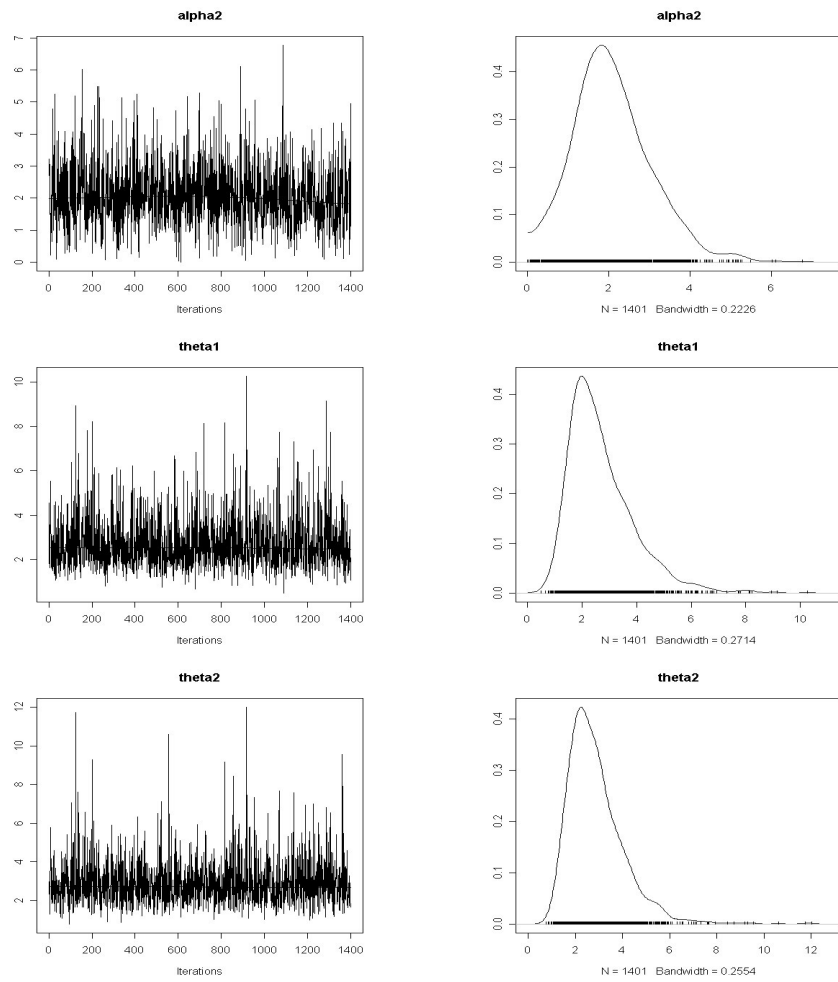 alpha2
7
6
5
4
3
2
1
0
0 200 400 600 800 1000 1200 1400
Iterations
alpha2
0.4
0.3
0.2
0.1
0.0
0 2 4 6
N = 1401 Bandwidth = 0.2226
theta1
10
8
6
4
2
0 200 400 600 800 1000 1200 1400
Iterations
theta1
0.4
0.3
0.2
0.1
0.0
0 2 4 6 8 10
N = 1401 Bandwidth = 0.2714
theta2
12
10
8
6
4
2
0 200 400 600 800 1000 1200 1400
Iterations
theta2
0.4
0.3
0.2
0.1
0.0
0 2 4 6 8 10 12
N = 1401 Bandwidth = 0.2554